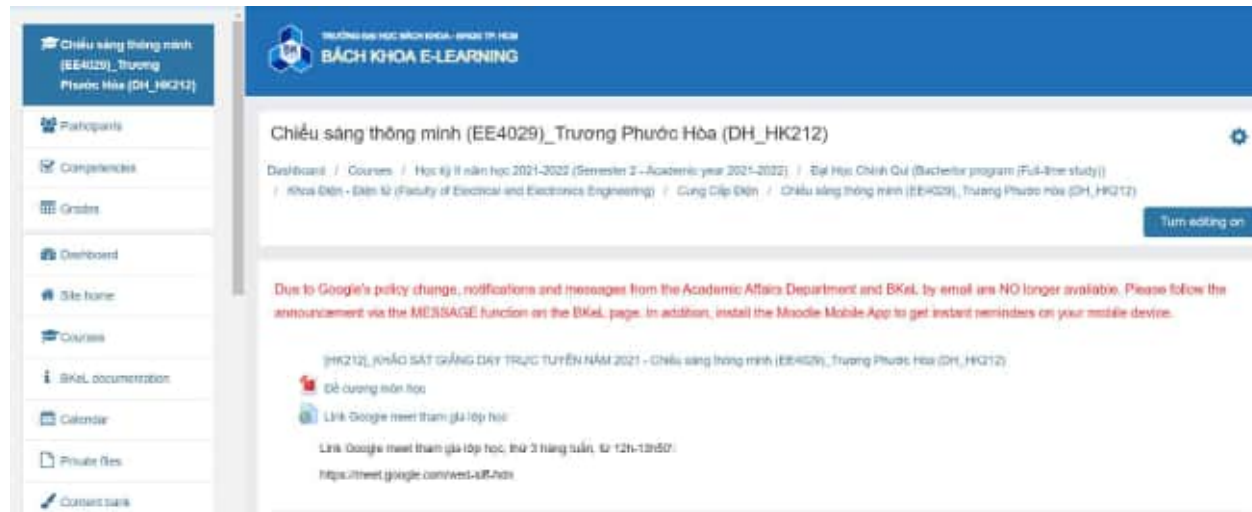 Chiếu sáng thông minh
(EE4029)_Trương
Phước Hòa (DH_HK212)
Participants
Competencies
Grades
Dashboard
Site home
Courses
BKeL documentation
Calendar
Private files
Content bank
TRƯỜNG ĐẠI HỌC BÁCH KHOA - ĐHQG TP. HCM
BÁCH KHOA E-LEARNING
Chiếu sáng thông minh (EE4029)_Trương Phước Hòa (DH_HK212)
Dashboard / Courses / Học kỳ II năm học 2021-2022 (Semester 2 - Academic year 2021-2022) / Đại Học Chính Qui (Bachelor program (Full-time study))
/ Khoa Điện - Điện tử (Faculty of Electrical and Electronics Engineering) / Cung Cấp Điện / Chiếu sáng thông minh (EE4029)_Trương Phước Hòa (DH_HK212)
Turn editing on
Due to Google's policy change, notifications and messages from the Academic Affairs Department and BKeL by email are NO longer available. Please follow the
announcement via the MESSAGE function on the BKeL page. In addition, install the Moodle Mobile App to get instant reminders on your mobile device.
[HK212]_KHẢO SÁT GIẢNG DẠY TRỰC TUYẾN NĂM 2021 - Chiếu sáng thông minh (EE4029)_Trương Phước Hòa (DH_HK212)
Đề cương môn học
Link Google meet tham gia lớp học
Link Google meet tham gia lớp học, thứ 3 hàng tuần, từ 12h-13h50':